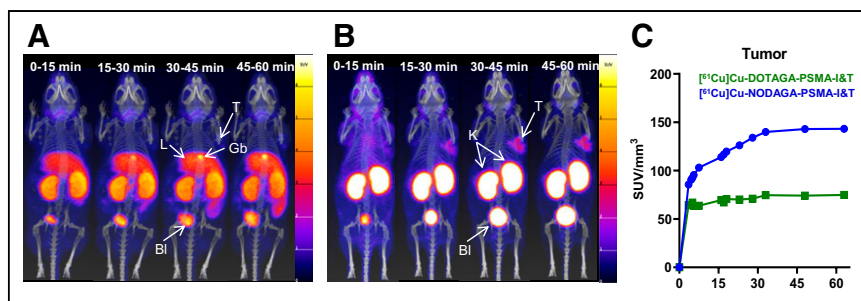 A
0-15 min 15-30 min 30-45 min 45-60 min
T
L
Gb
Bl
B
0-15 min 15-30 min 30-45 min 45-60 min
K
T
Bl
C
Tumor
[⁶¹Cu]Cu-DOTAGA-PSMA-I&T
[⁶¹Cu]Cu-NODAGA-PSMA-I&T
SUV/mm³
200
150
100
50
0
0 15 30 45 60